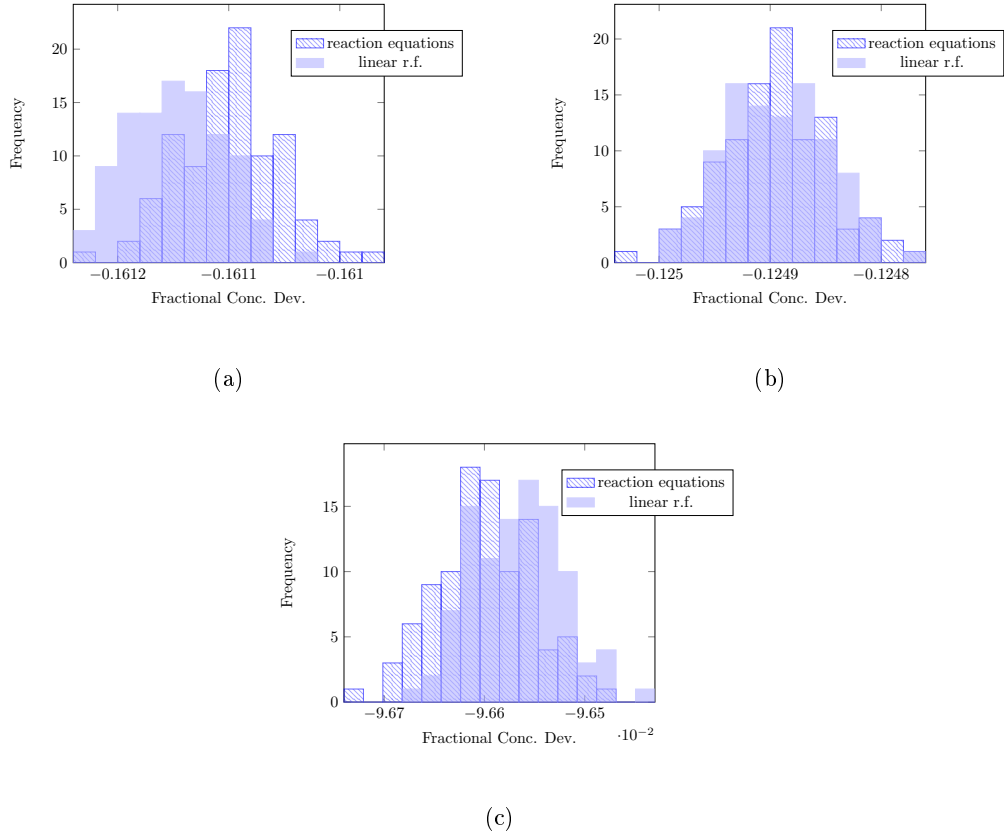 20
15
10
5
0
Frequency
reaction equations
linear r.f.
−0.1612
−0.1611
−0.161
Fractional Conc. Dev.
(a)
20
15
10
5
0
Frequency
reaction equations
linear r.f.
−0.125
−0.1249
−0.1248
Fractional Conc. Dev.
(b)
15
10
5
0
Frequency
reaction equations
linear r.f.
−9.67
−9.66
−9.65
·10−2
Fractional Conc. Dev.
(c)